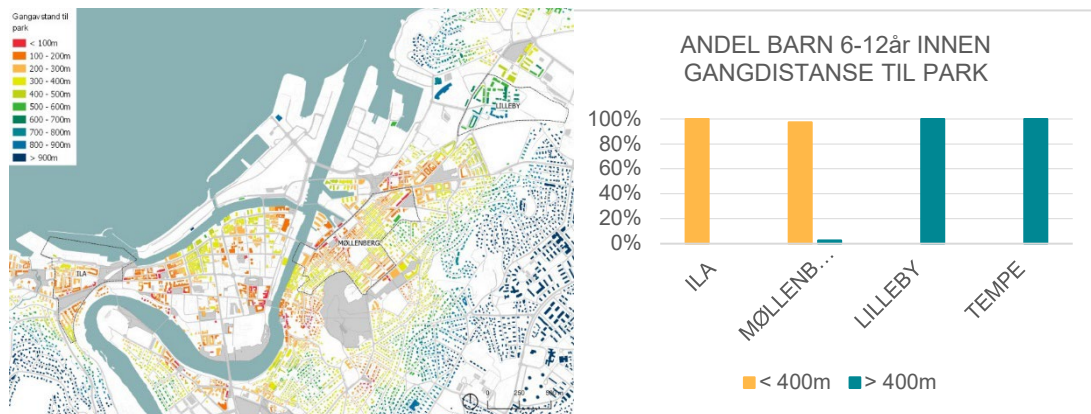 Gangavstand til
park
< 100m
100 - 200m
200 - 300m
300 - 400m
400 - 500m
500 - 600m
600 - 700m
700 - 800m
800 - 900m
> 900m
LILLEBY
MØLLENBERG
ILA
0 250
ANDEL BARN 6-12år INNEN
GANGDISTANSE TIL PARK
100%
80%
60%
40%
20%
0%
ILA
MØLLENB...
LILLEBY
TEMPE
< 400m
> 400m